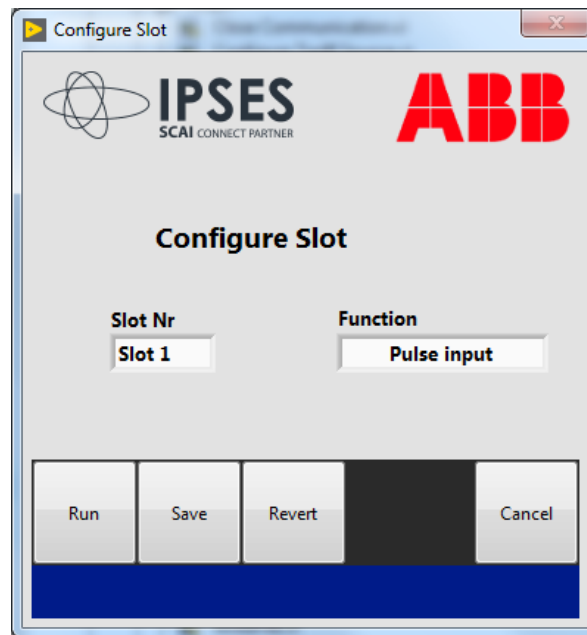 Configure Slot
IPSES
SCAI CONNECT PARTNER
ABB
Configure Slot
Slot Nr
Function
Slot 1
Pulse input
Run
Save
Revert
Cancel